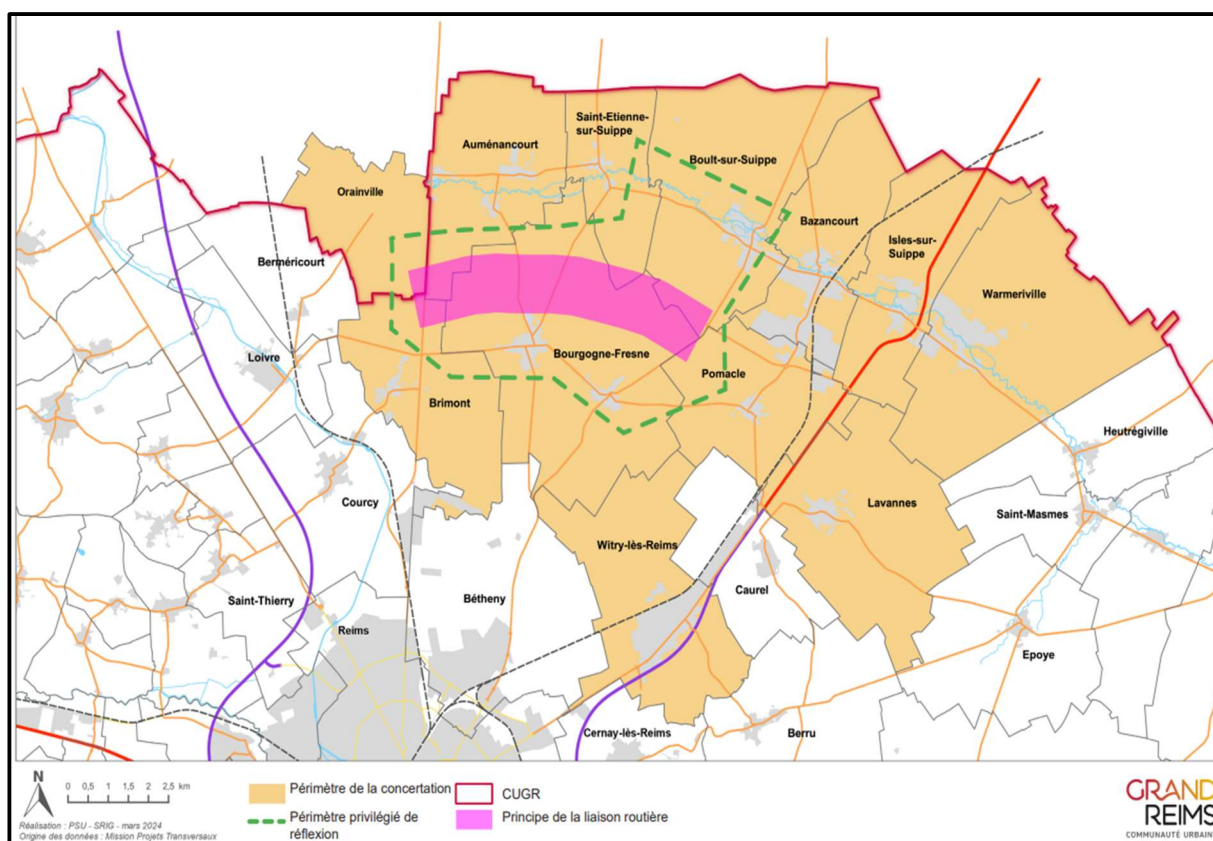 Saint-Etienne-
sur-Suippe
Auménancourt
Boult-sur-Suippe
Orainville
Bazancourt
Isles-sur-
Suippe
Berméricourt
Warmeriville
Loivre
Bourgogne-Fresne
Pomacle
Brimont
Heutrégiville
Courcy
Lavannes
Saint-Masmes
Witry-lès-Reims
Caurel
Saint-Thierry
Bétheny
Reims
Epoye
Cernay-lès-Reims
Berru
N
0 0,5 1 1,5 2 2,5 km
Réalisation : PSU - SRIG - mars 2024
Origine des données : Mission Projets Transversaux
Périmètre de la concertation
Périmètre privilégié de
réflexion
CUGR
Principe de la liaison routière
GRAND
REIMS
COMMUNAUTÉ URBAIN